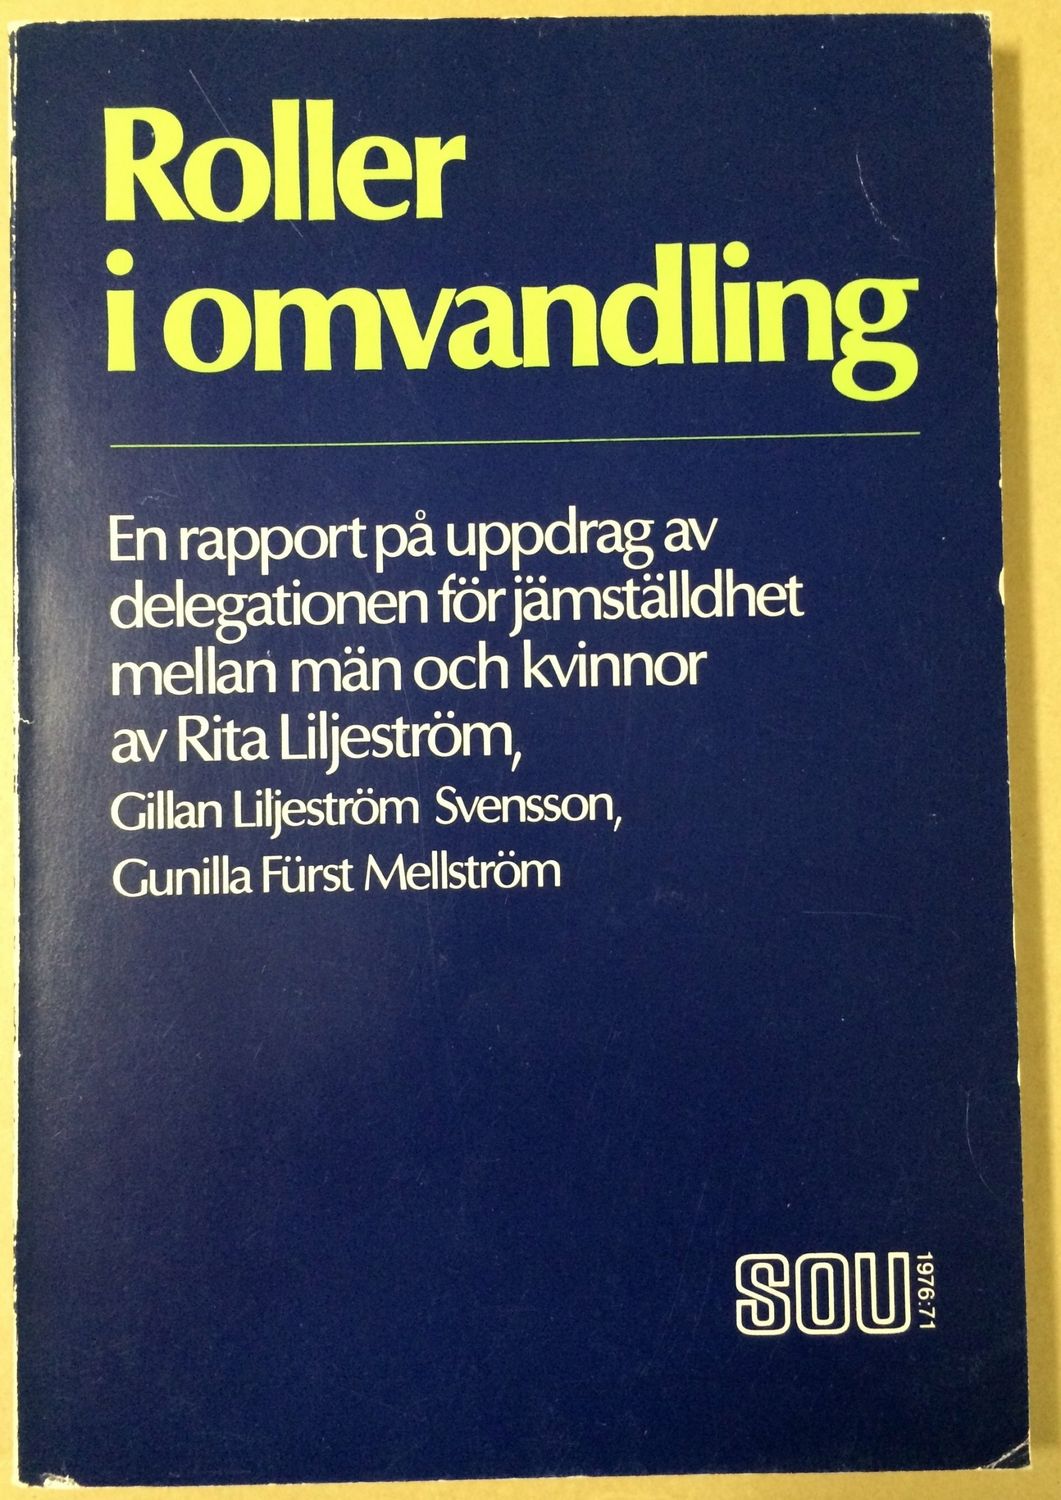 Roller
i omvandling
En rapport på uppdrag av
delegationen för jämställdhet
mellan män och kvinnor
av Rita Liljeström,
Gillan Liljeström Svensson,
Gunilla Fürst Mellström
SOU 1976:71